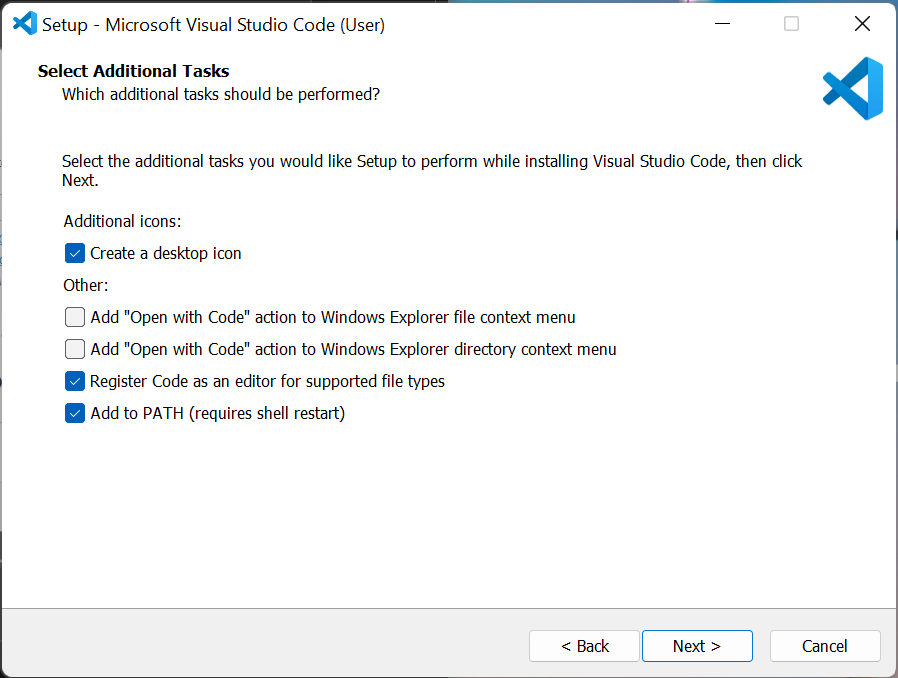 Setup - Microsoft Visual Studio Code (User)
Select Additional Tasks
Which additional tasks should be performed?
Select the additional tasks you would like Setup to perform while installing Visual Studio Code, then click
Next.
Additional icons:
Create a desktop icon
Other:
Add "Open with Code" action to Windows Explorer file context menu
Add "Open with Code" action to Windows Explorer directory context menu
Register Code as an editor for supported file types
Add to PATH (requires shell restart)
< Back
Next >
Cancel